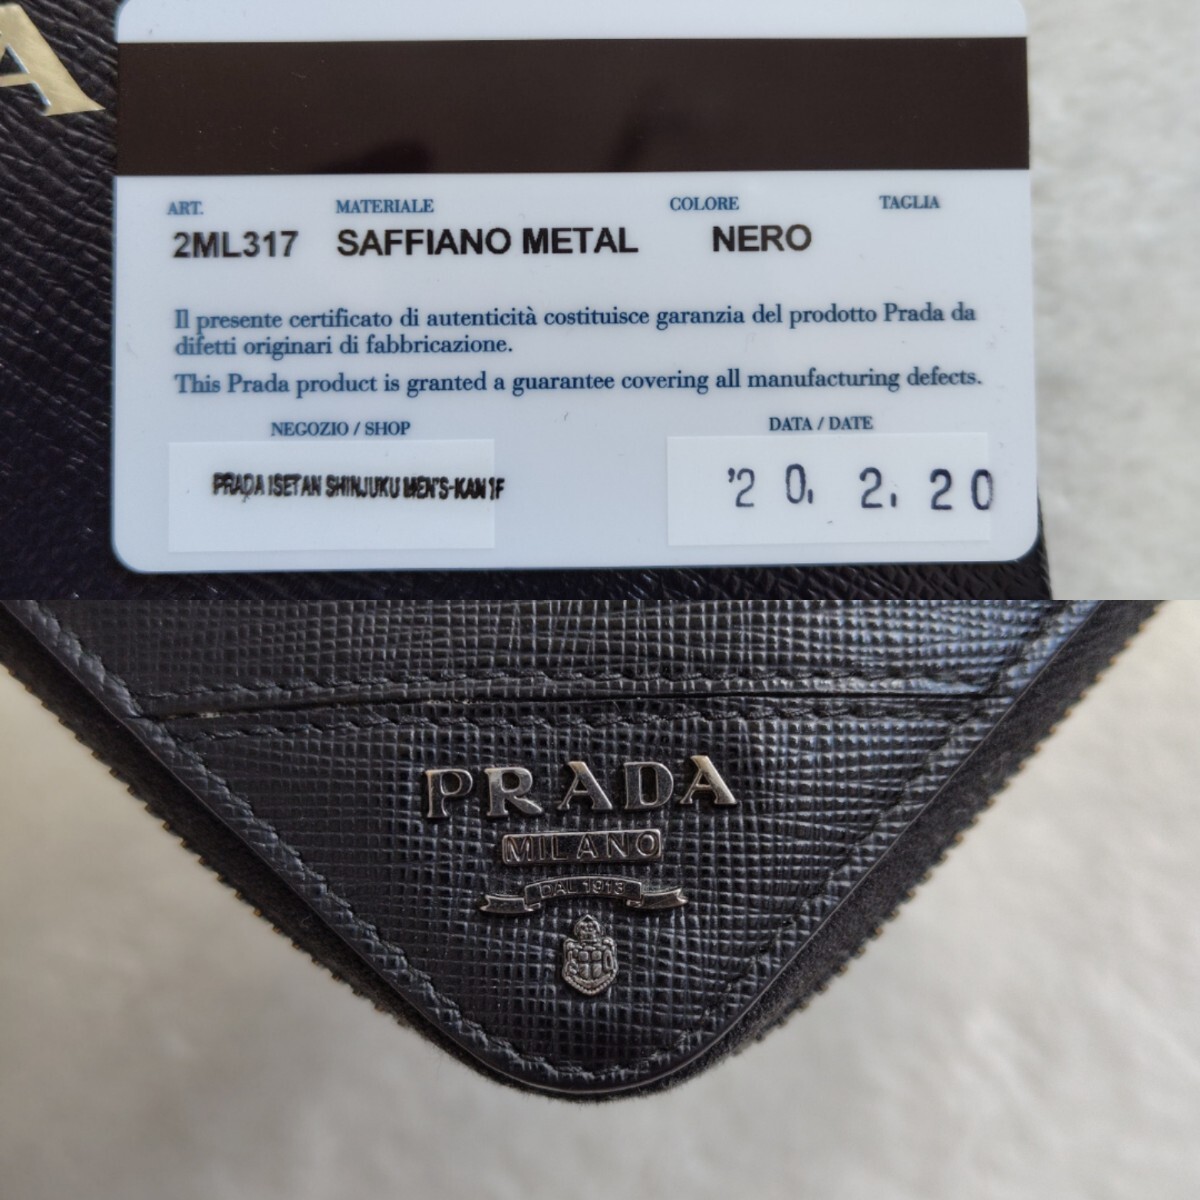 A
ART. MATERIALE COLORE TAGLIA
2ML317 SAFFIANO METAL NERO
Il presente certificato di autenticità costituisce garanzia del prodotto Prada da
difetti originari di fabbricazione.
This Prada product is granted a guarantee covering all manufacturing defects.
NEGOZIO / SHOP DATA / DATE
PRADA ISETAN SHINJUKU MEN'S-KAN 1F '20. 2. 20
PRADA
MILANO
DAL 1913